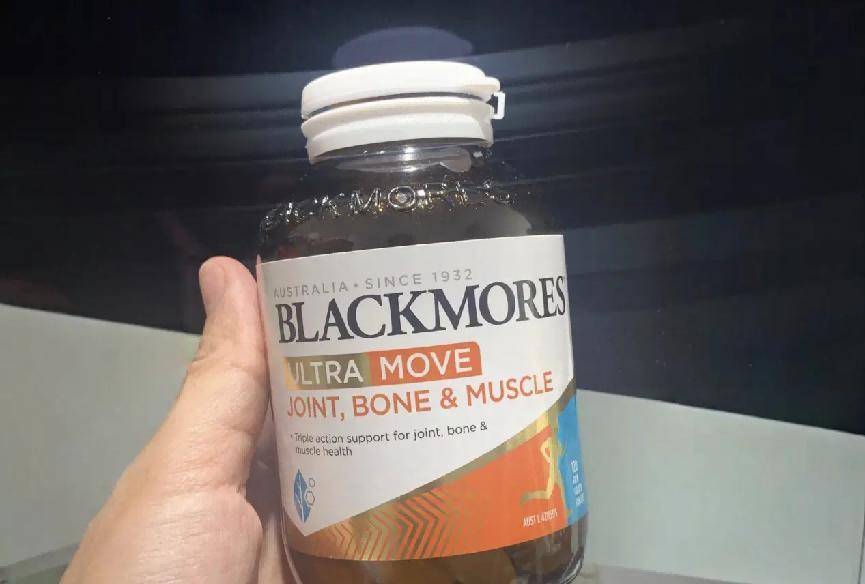 AUSTRALIA • SINCE 1932
BLACKMORES
ULTRA MOVE
JOINT, BONE & MUSCLE
• Triple action support for joint, bone &
muscle health